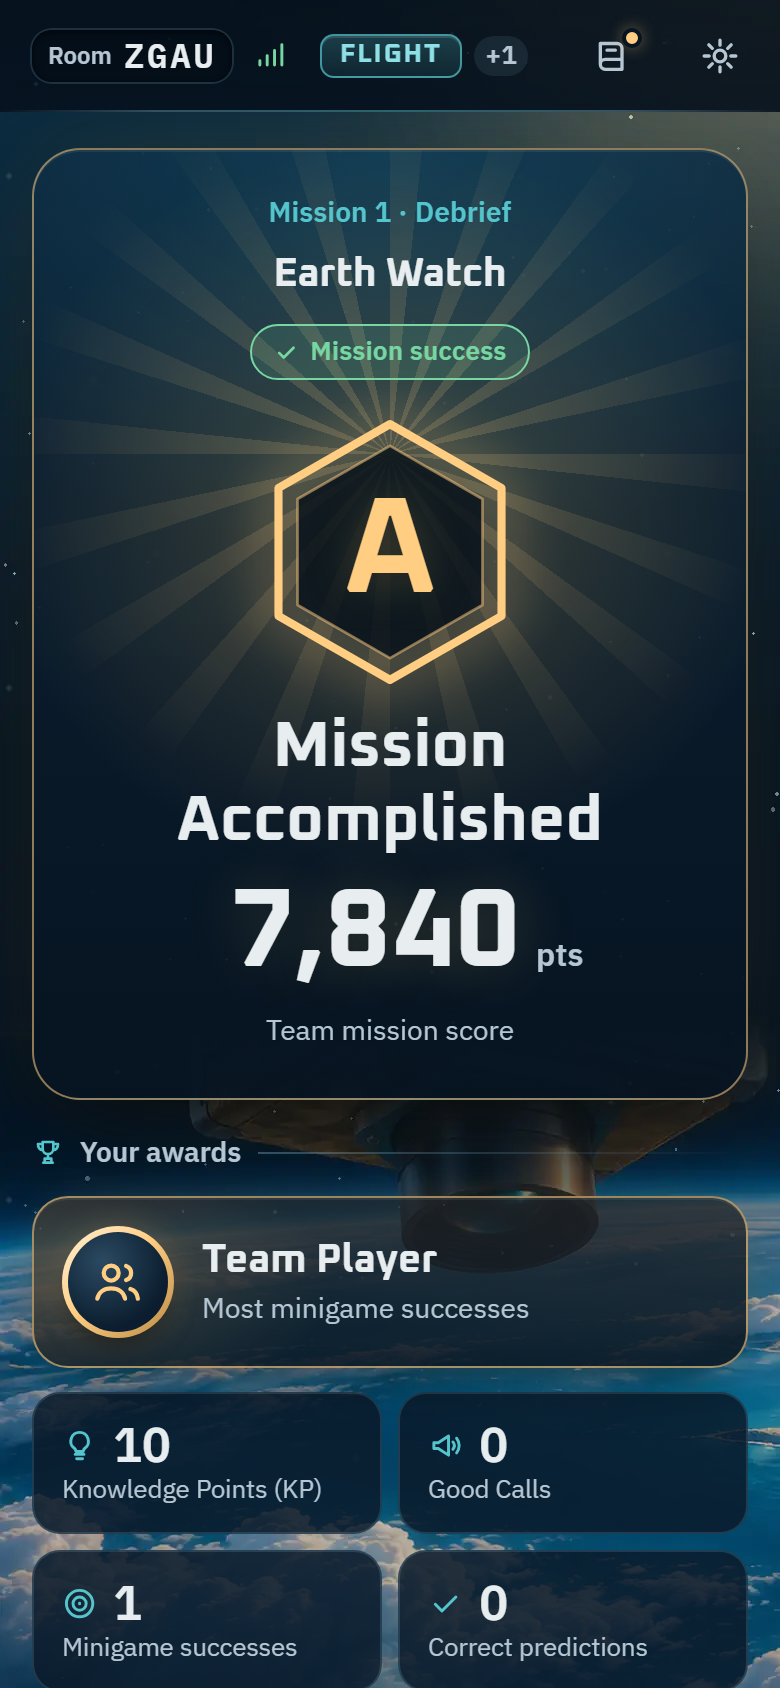 Room ZGAU FLIGHT +1
Mission 1 · Debrief
Earth Watch
Mission success
A
Mission
Accomplished
7,840 pts
Team mission score
Your awards
Team Player
Most minigame successes
10
Knowledge Points (KP)
0
Good Calls
1
Minigame successes
0
Correct predictions